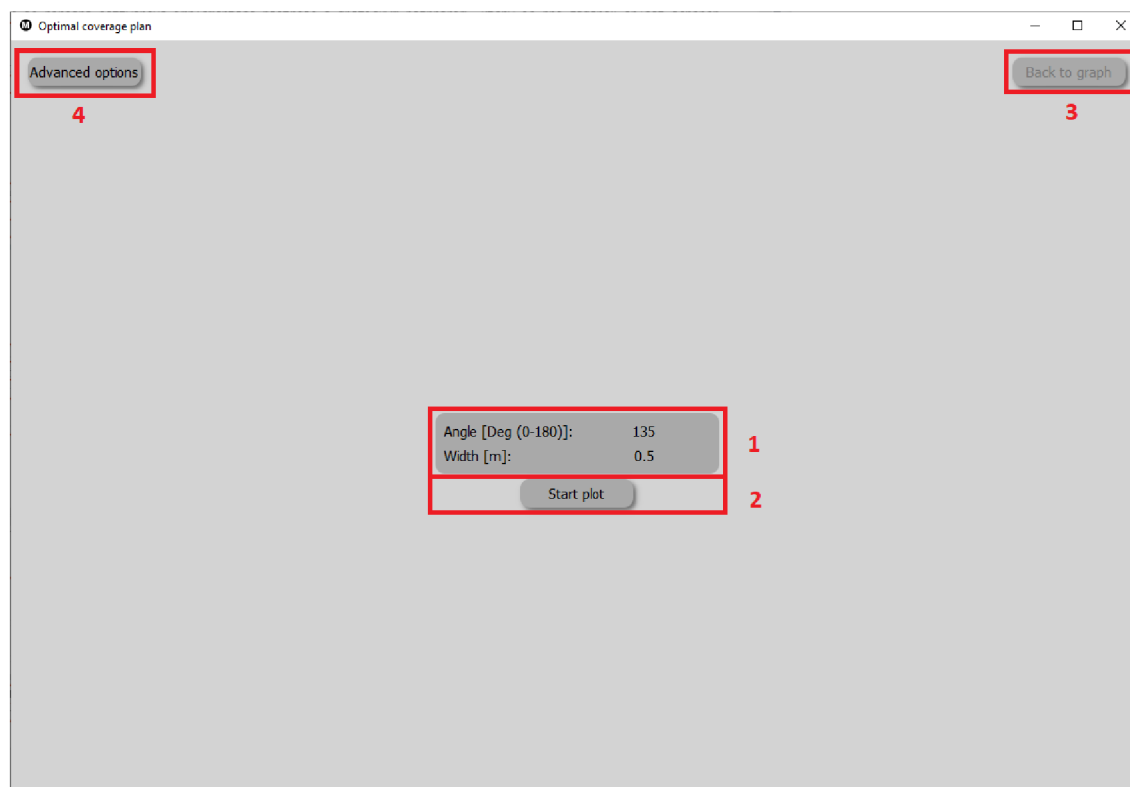 Optimal coverage plan
Advanced options
Back to graph
4
3
Angle [Deg (0-180)]: 135
Width [m]: 0.5
1
Start plot
2